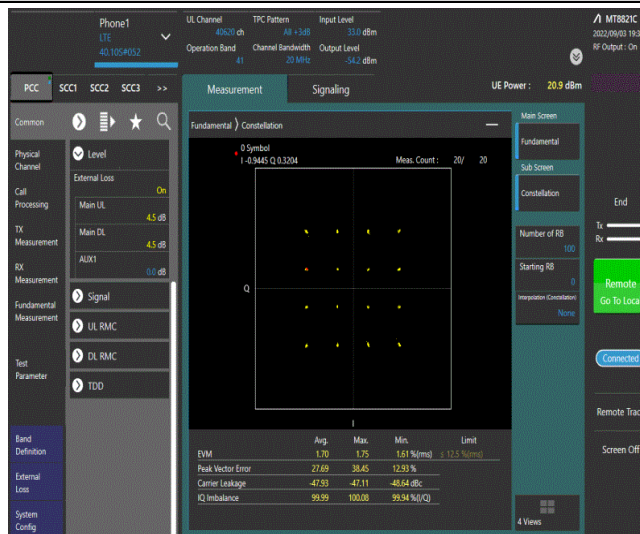 Phone1
LTE
40.10S#052
UL Channel
40620 ch
TPC Pattern
All +3dB
Input Level
33.0 dBm
Operation Band
41
Channel Bandwidth
20 MHz
Output Level
-54.2 dBm
MT8821C
2022/09/03 19:3
RF Output : On
PCC SCC1 SCC2 SCC3 >>
Measurement
Signaling
UE Power : 20.9 dBm
Common
Physical
Channel
Call
Processing
TX
Measurement
RX
Measurement
Fundamental
Measurement
Test
Parameter
Band
Definition
External
Loss
System
Config
Level
External Loss
On
Main UL
4.5 dB
Main DL
4.5 dB
AUX1
0.0 dB
Signal
UL RMC
DL RMC
TDD
Fundamental Constellation
0 Symbol
I -0.9445 Q 0.3204
Meas. Count : 20/ 20
Q
I
Avg. Max. Min. Limit
EVM 1.70 1.75 1.61 %(rms) ≤ 12.5 %(rms)
Peak Vector Error 27.69 38.45 12.93 %
Carrier Leakage -47.93 -47.11 -48.64 dBc
IQ Imbalance 99.99 100.08 99.94 %(I/Q)
Main Screen
Fundamental
Sub Screen
Constellation
Number of RB
100
Starting RB
0
Interpolation (Constellation)
None
4 Views
End
Tx
Rx
Remote
Go To Loca
Connected
Remote Trac
Screen Off